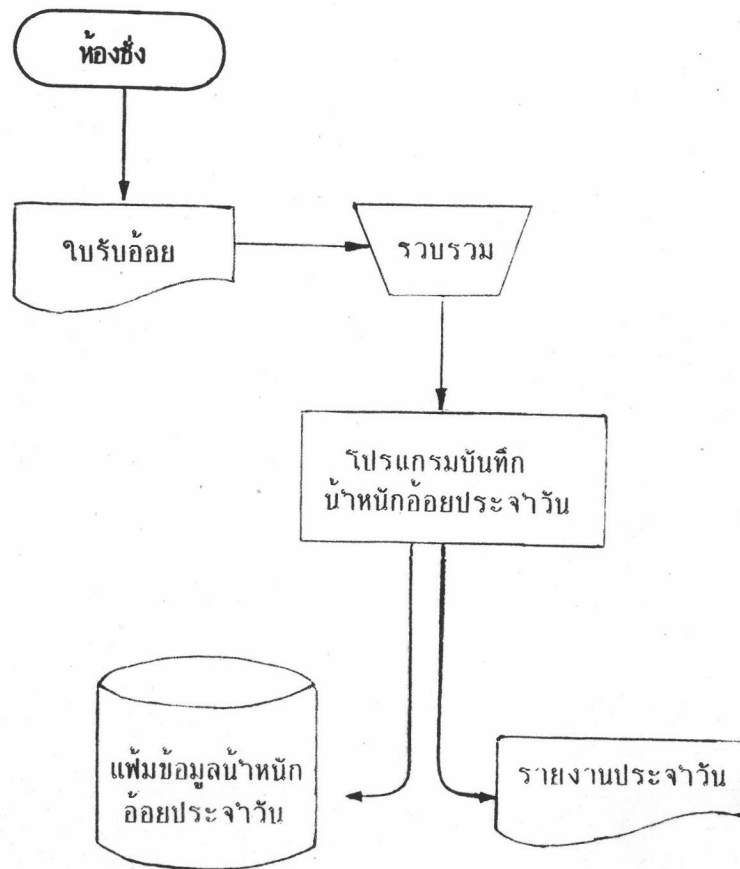 ห้องชั่ง
ใบรับอ้อย
รวบรวม
โปรแกรมบันทึก
น้ำหนักอ้อยประจำวัน
แฟ้มข้อมูลน้ำหนัก
อ้อยประจำวัน
รายงานประจำวัน